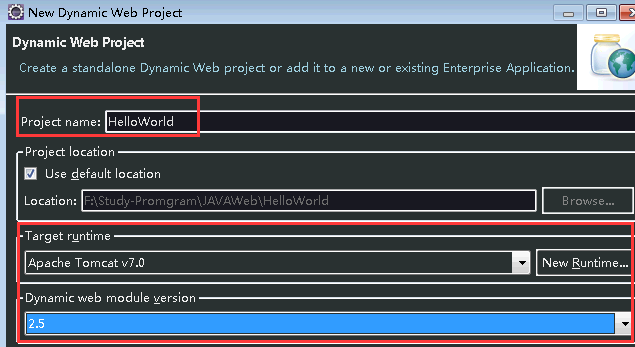 New Dynamic Web Project
Dynamic Web Project
Create a standalone Dynamic Web project or add it to a new or existing Enterprise Application.
Project name: HelloWorld
Project location
Use default location
Location: F:\Study-Promgram\JAVAWeb\HelloWorld Browse...
Target runtime
Apache Tomcat v7.0 New Runtime...
Dynamic web module version
2.5